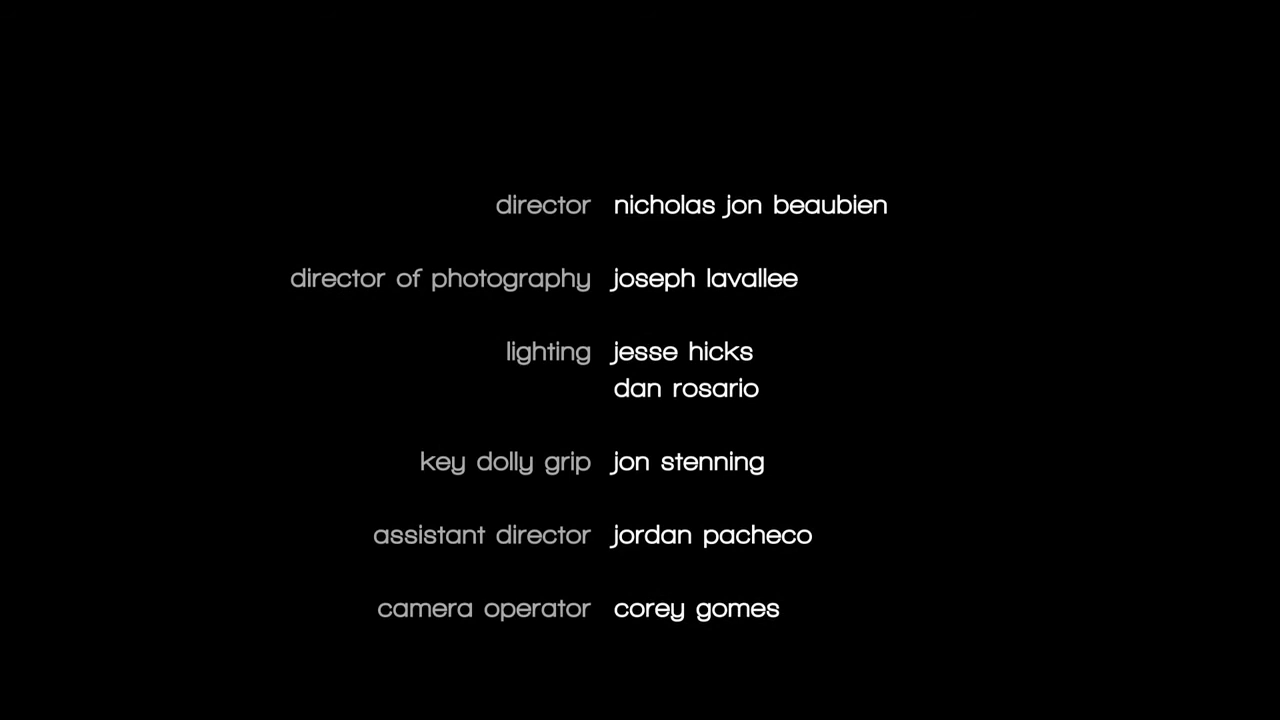 director nicholas jon beaubien
director of photography joseph lavallee
lighting jesse hicks
dan rosario
key dolly grip jon stenning
assistant director jordan pacheco
camera operator corey gomes